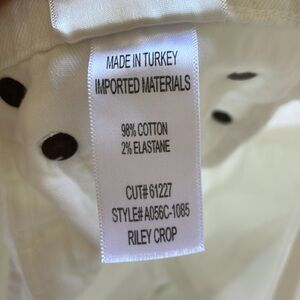 MADE IN TURKEY
IMPORTED MATERIALS
98% COTTON
2% ELASTANE
CUT# 61227
STYLE# A056C-1085
RILEY CROP